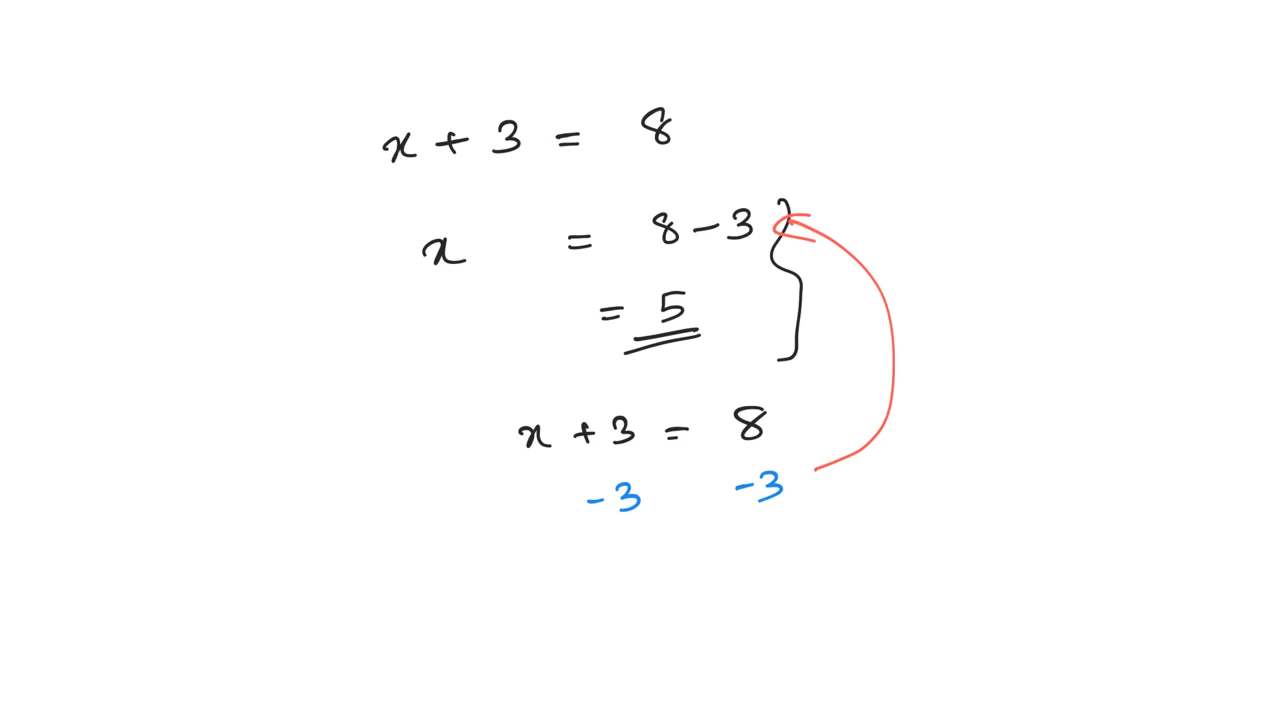 x + 3 = 8
x = 8 - 3
= 5
x + 3 = 8
- 3 - 3